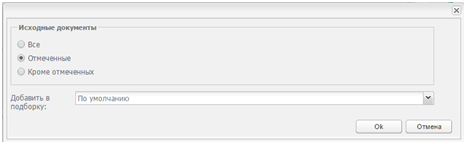 Исходные документы
Все
Отмеченные
Кроме отмеченных
Добавить в
подборку:
По умолчанию
Ok
Отмена